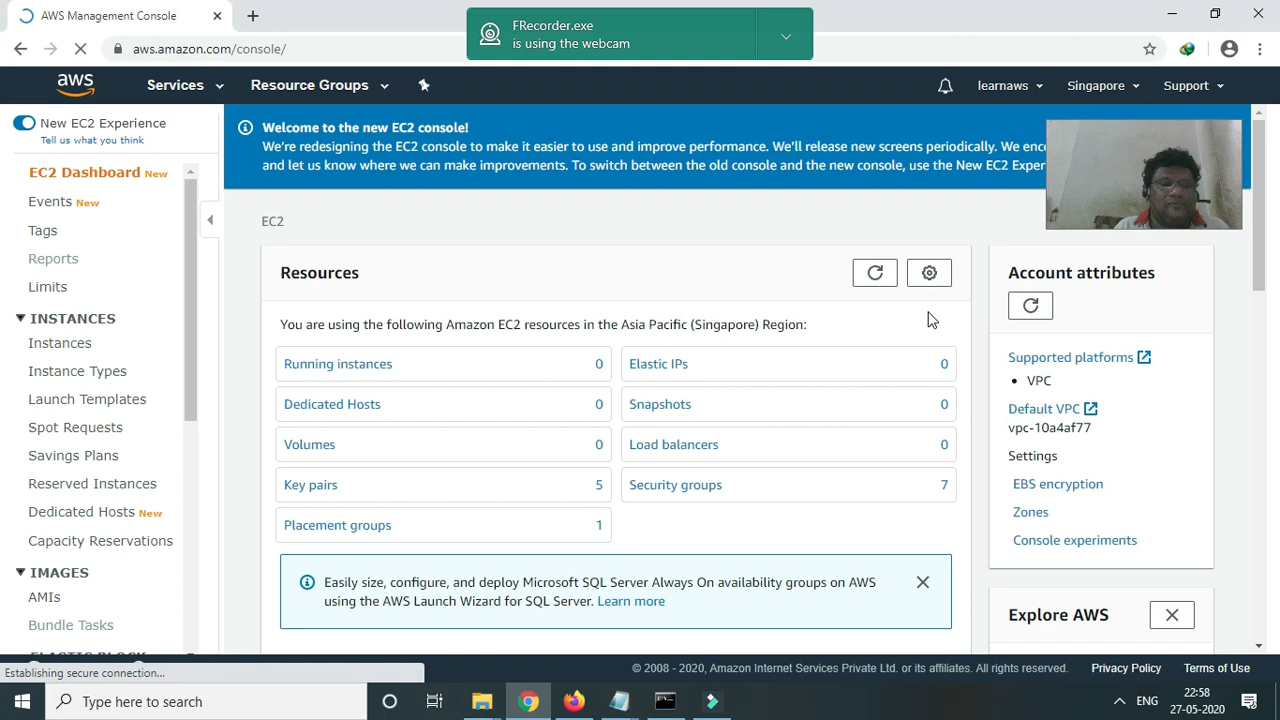 AWS Management Console
FRecorder.exe
is using the webcam
aws.amazon.com/console/
aws
Services
Resource Groups
learnaws
Singapore
Support
New EC2 Experience
Tell us what you think
EC2 Dashboard New
Events New
Tags
Reports
Limits
INSTANCES
Instances
Instance Types
Launch Templates
Spot Requests
Savings Plans
Reserved Instances
Dedicated Hosts New
Capacity Reservations
IMAGES
AMIs
Bundle Tasks
ELASTIC BLOCK
Welcome to the new EC2 console!
We're redesigning the EC2 console to make it easier to use and improve performance. We'll release new screens periodically. We enc
and let us know where we can make improvements. To switch between the old console and the new console, use the New EC2 Exper
EC2
Resources
You are using the following Amazon EC2 resources in the Asia Pacific (Singapore) Region:
Running instances 0
Elastic IPs 0
Dedicated Hosts 0
Snapshots 0
Volumes 0
Load balancers 0
Key pairs 5
Security groups 7
Placement groups 1
Easily size, configure, and deploy Microsoft SQL Server Always On availability groups on AWS
using the AWS Launch Wizard for SQL Server. Learn more
Account attributes
Supported platforms
VPC
Default VPC
vpc-10a4af77
Settings
EBS encryption
Zones
Console experiments
Explore AWS
Establishing secure connection...
© 2008 - 2020, Amazon Internet Services Private Ltd. or its affiliates. All rights reserved.
Privacy Policy
Terms of Use
Type here to search
ENG
22:58
27-05-2020